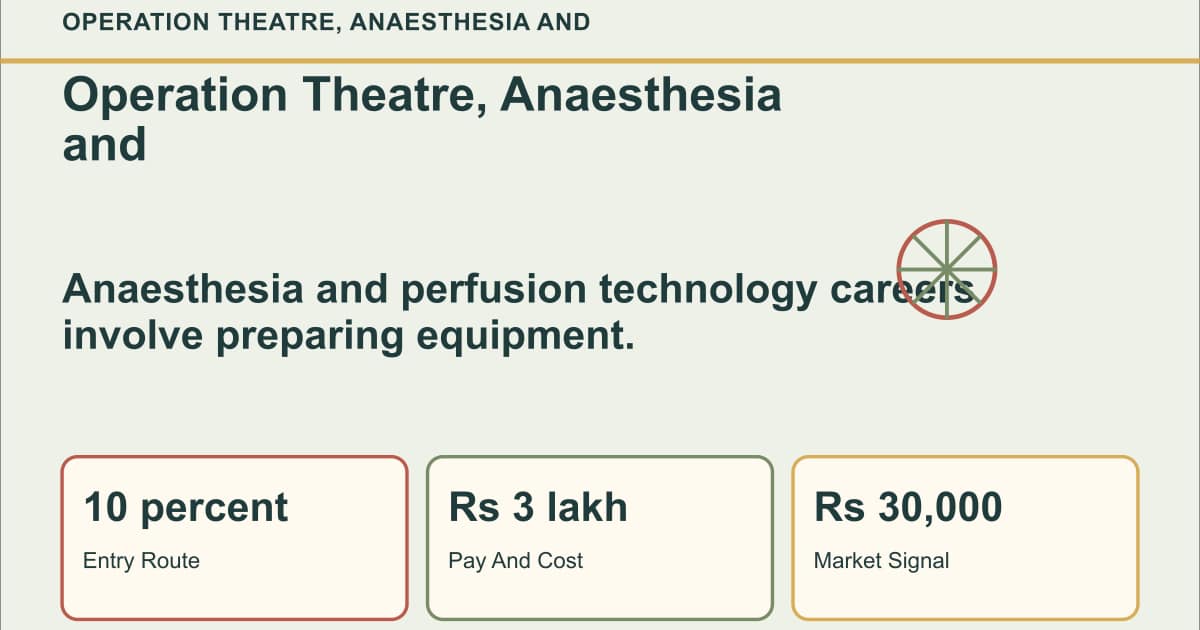 OPERATION THEATRE, ANAESTHESIA AND
Operation Theatre, Anaesthesia
and
Anaesthesia and perfusion technology careers
involve preparing equipment.
10 percent
Entry Route
Rs 3 lakh
Pay And Cost
Rs 30,000
Market Signal